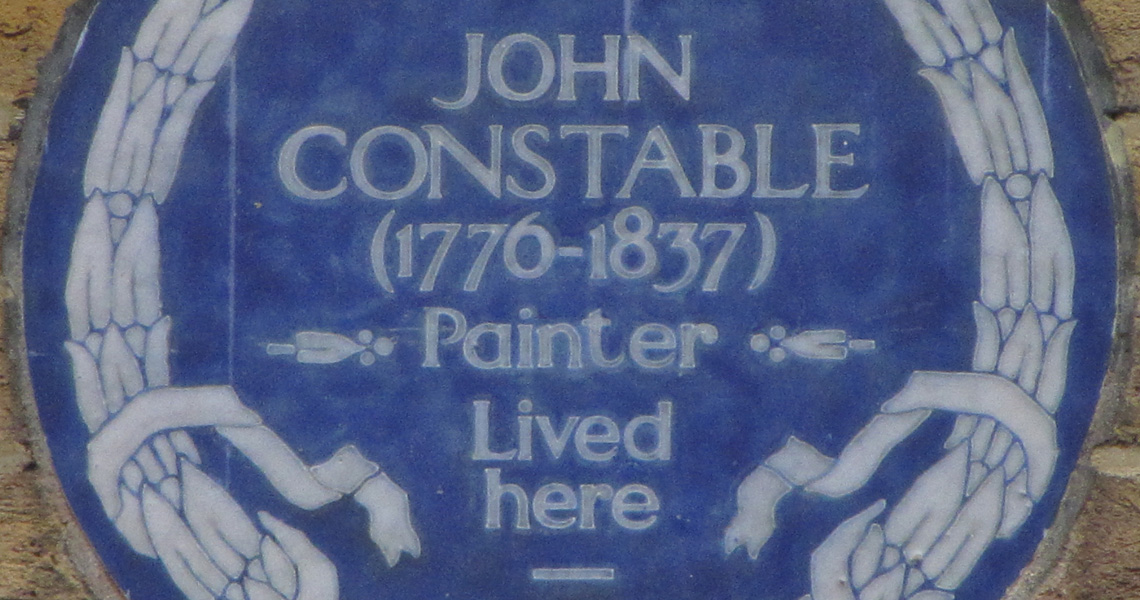 JOHN
CONSTABLE
(1776-1837)
Painter
Lived
here